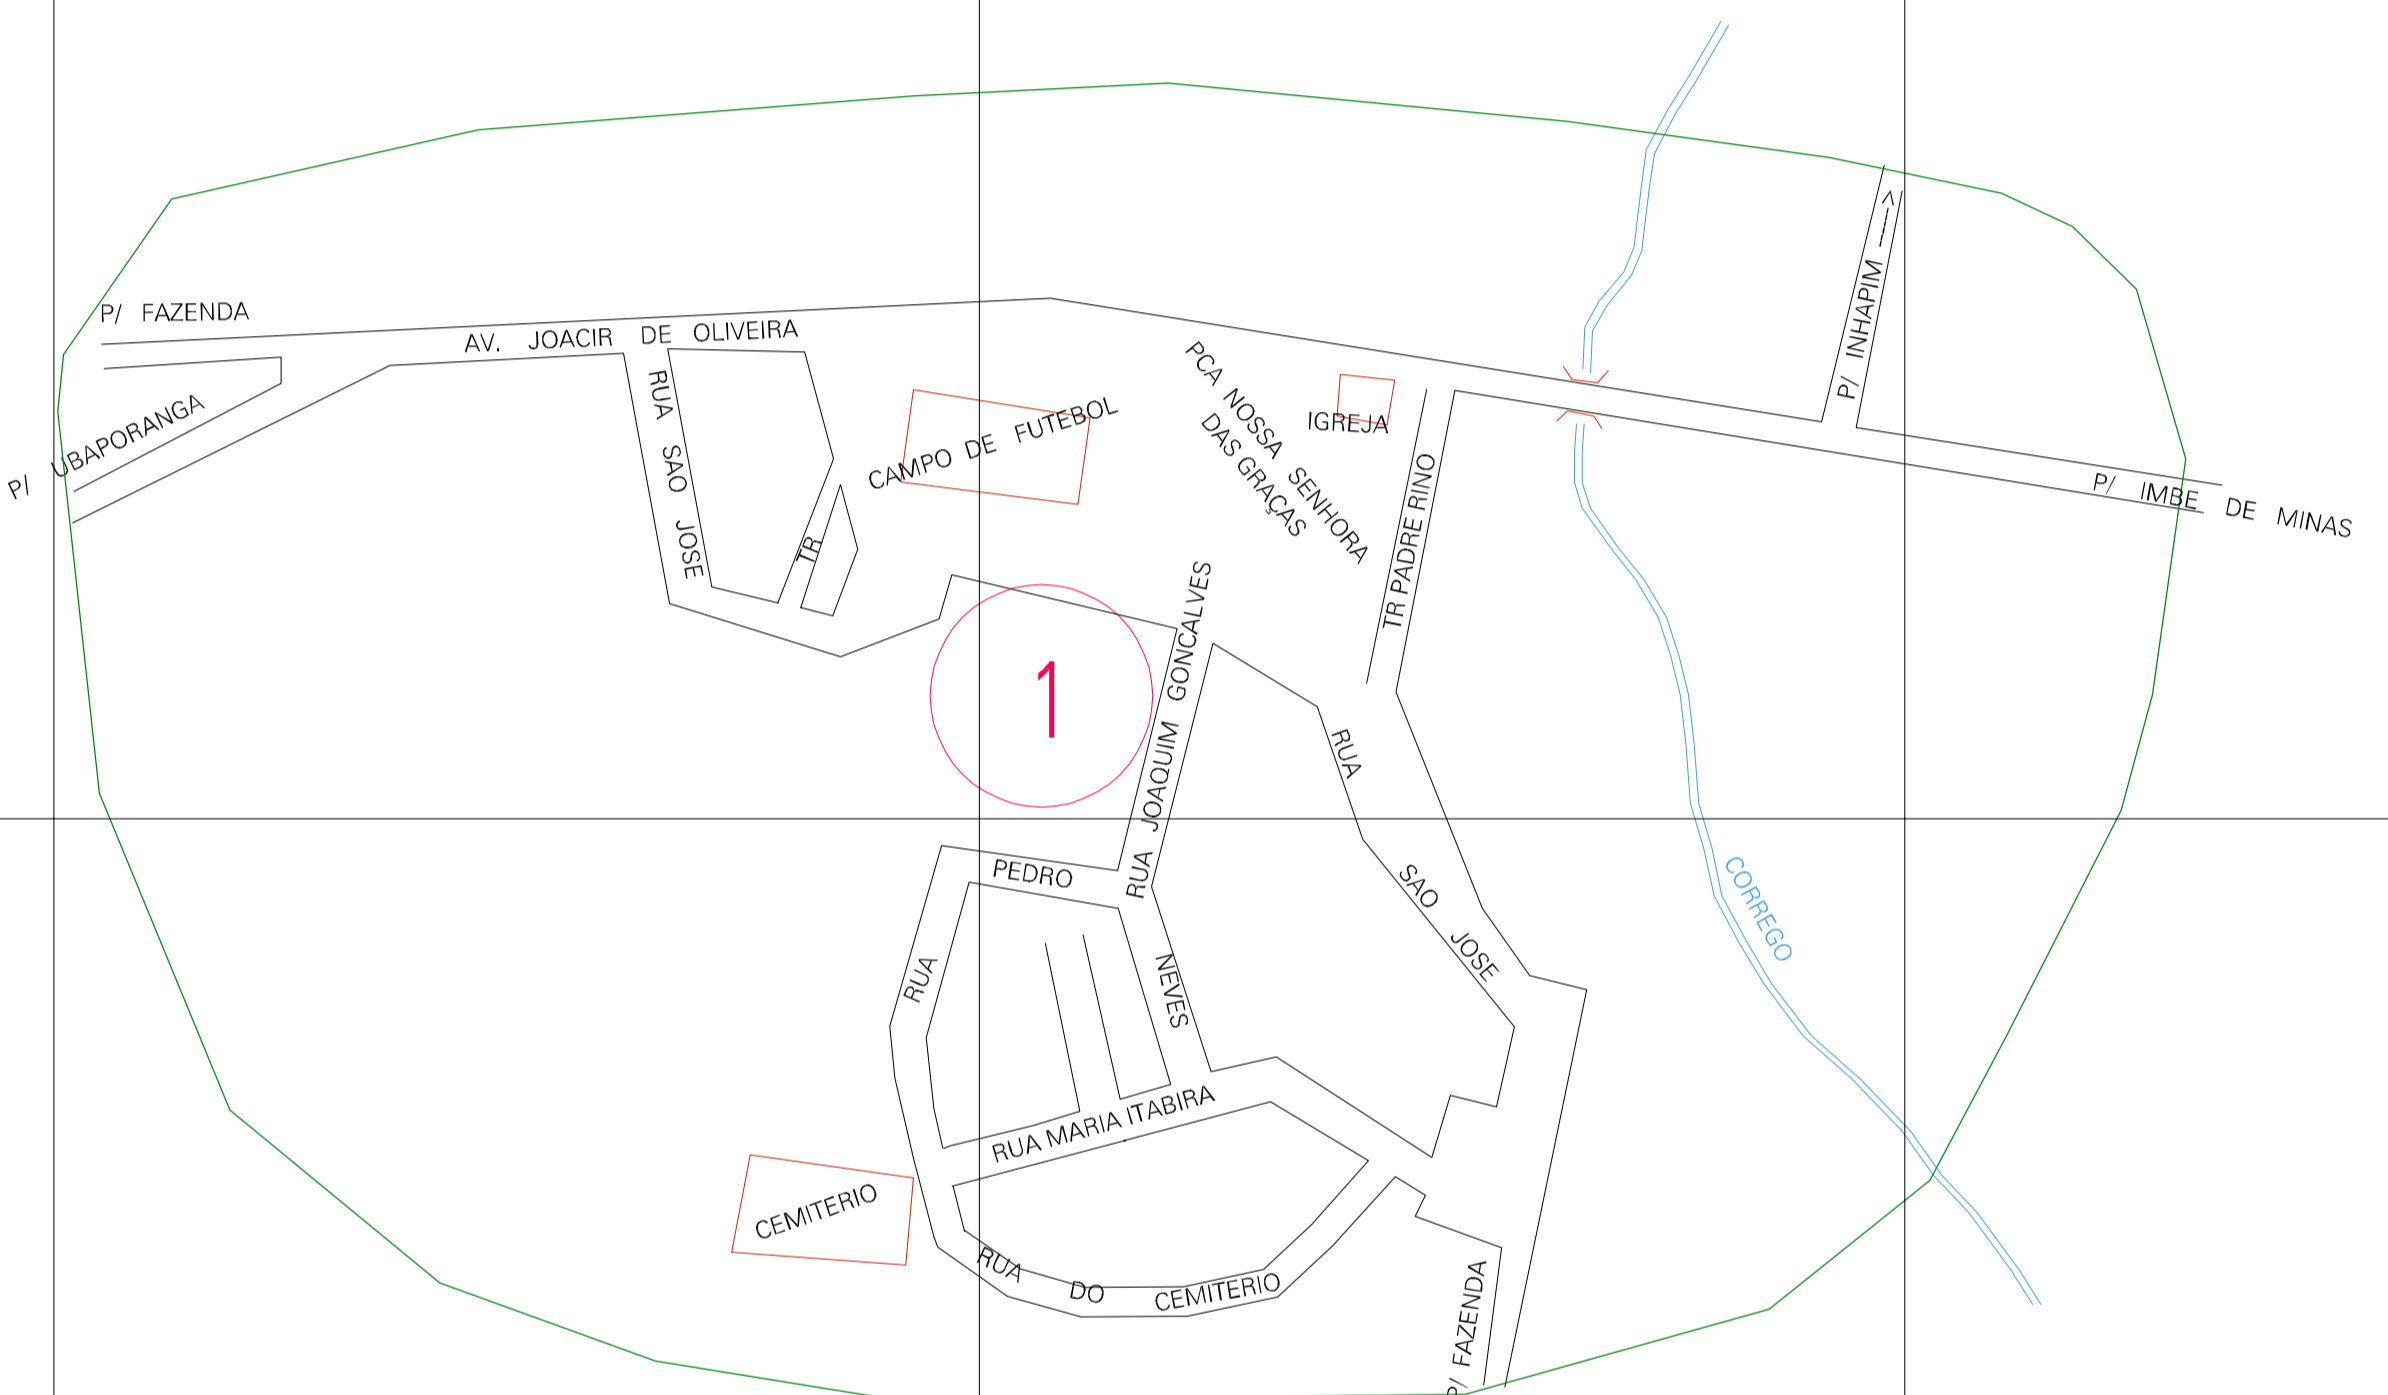 P/ FAZENDA
AV. JOACIR DE OLIVEIRA
P/ UBAPORANGA
RUA SAO JOSE
TR
CAMPO DE FUTEBOL
PCA NOSSA SENHORA
DAS GRAÇAS
IGREJA
TR PADRE RINO
P/ INHAPIM -->
P/ IMBE DE MINAS
1
RUA JOAQUIM GONCALVES
NEVES
RUA SAO JOSE
CORREGO
RUA PEDRO
RUA MARIA ITABIRA
CEMITERIO
RUA DO CEMITERIO
P/ FAZENDA